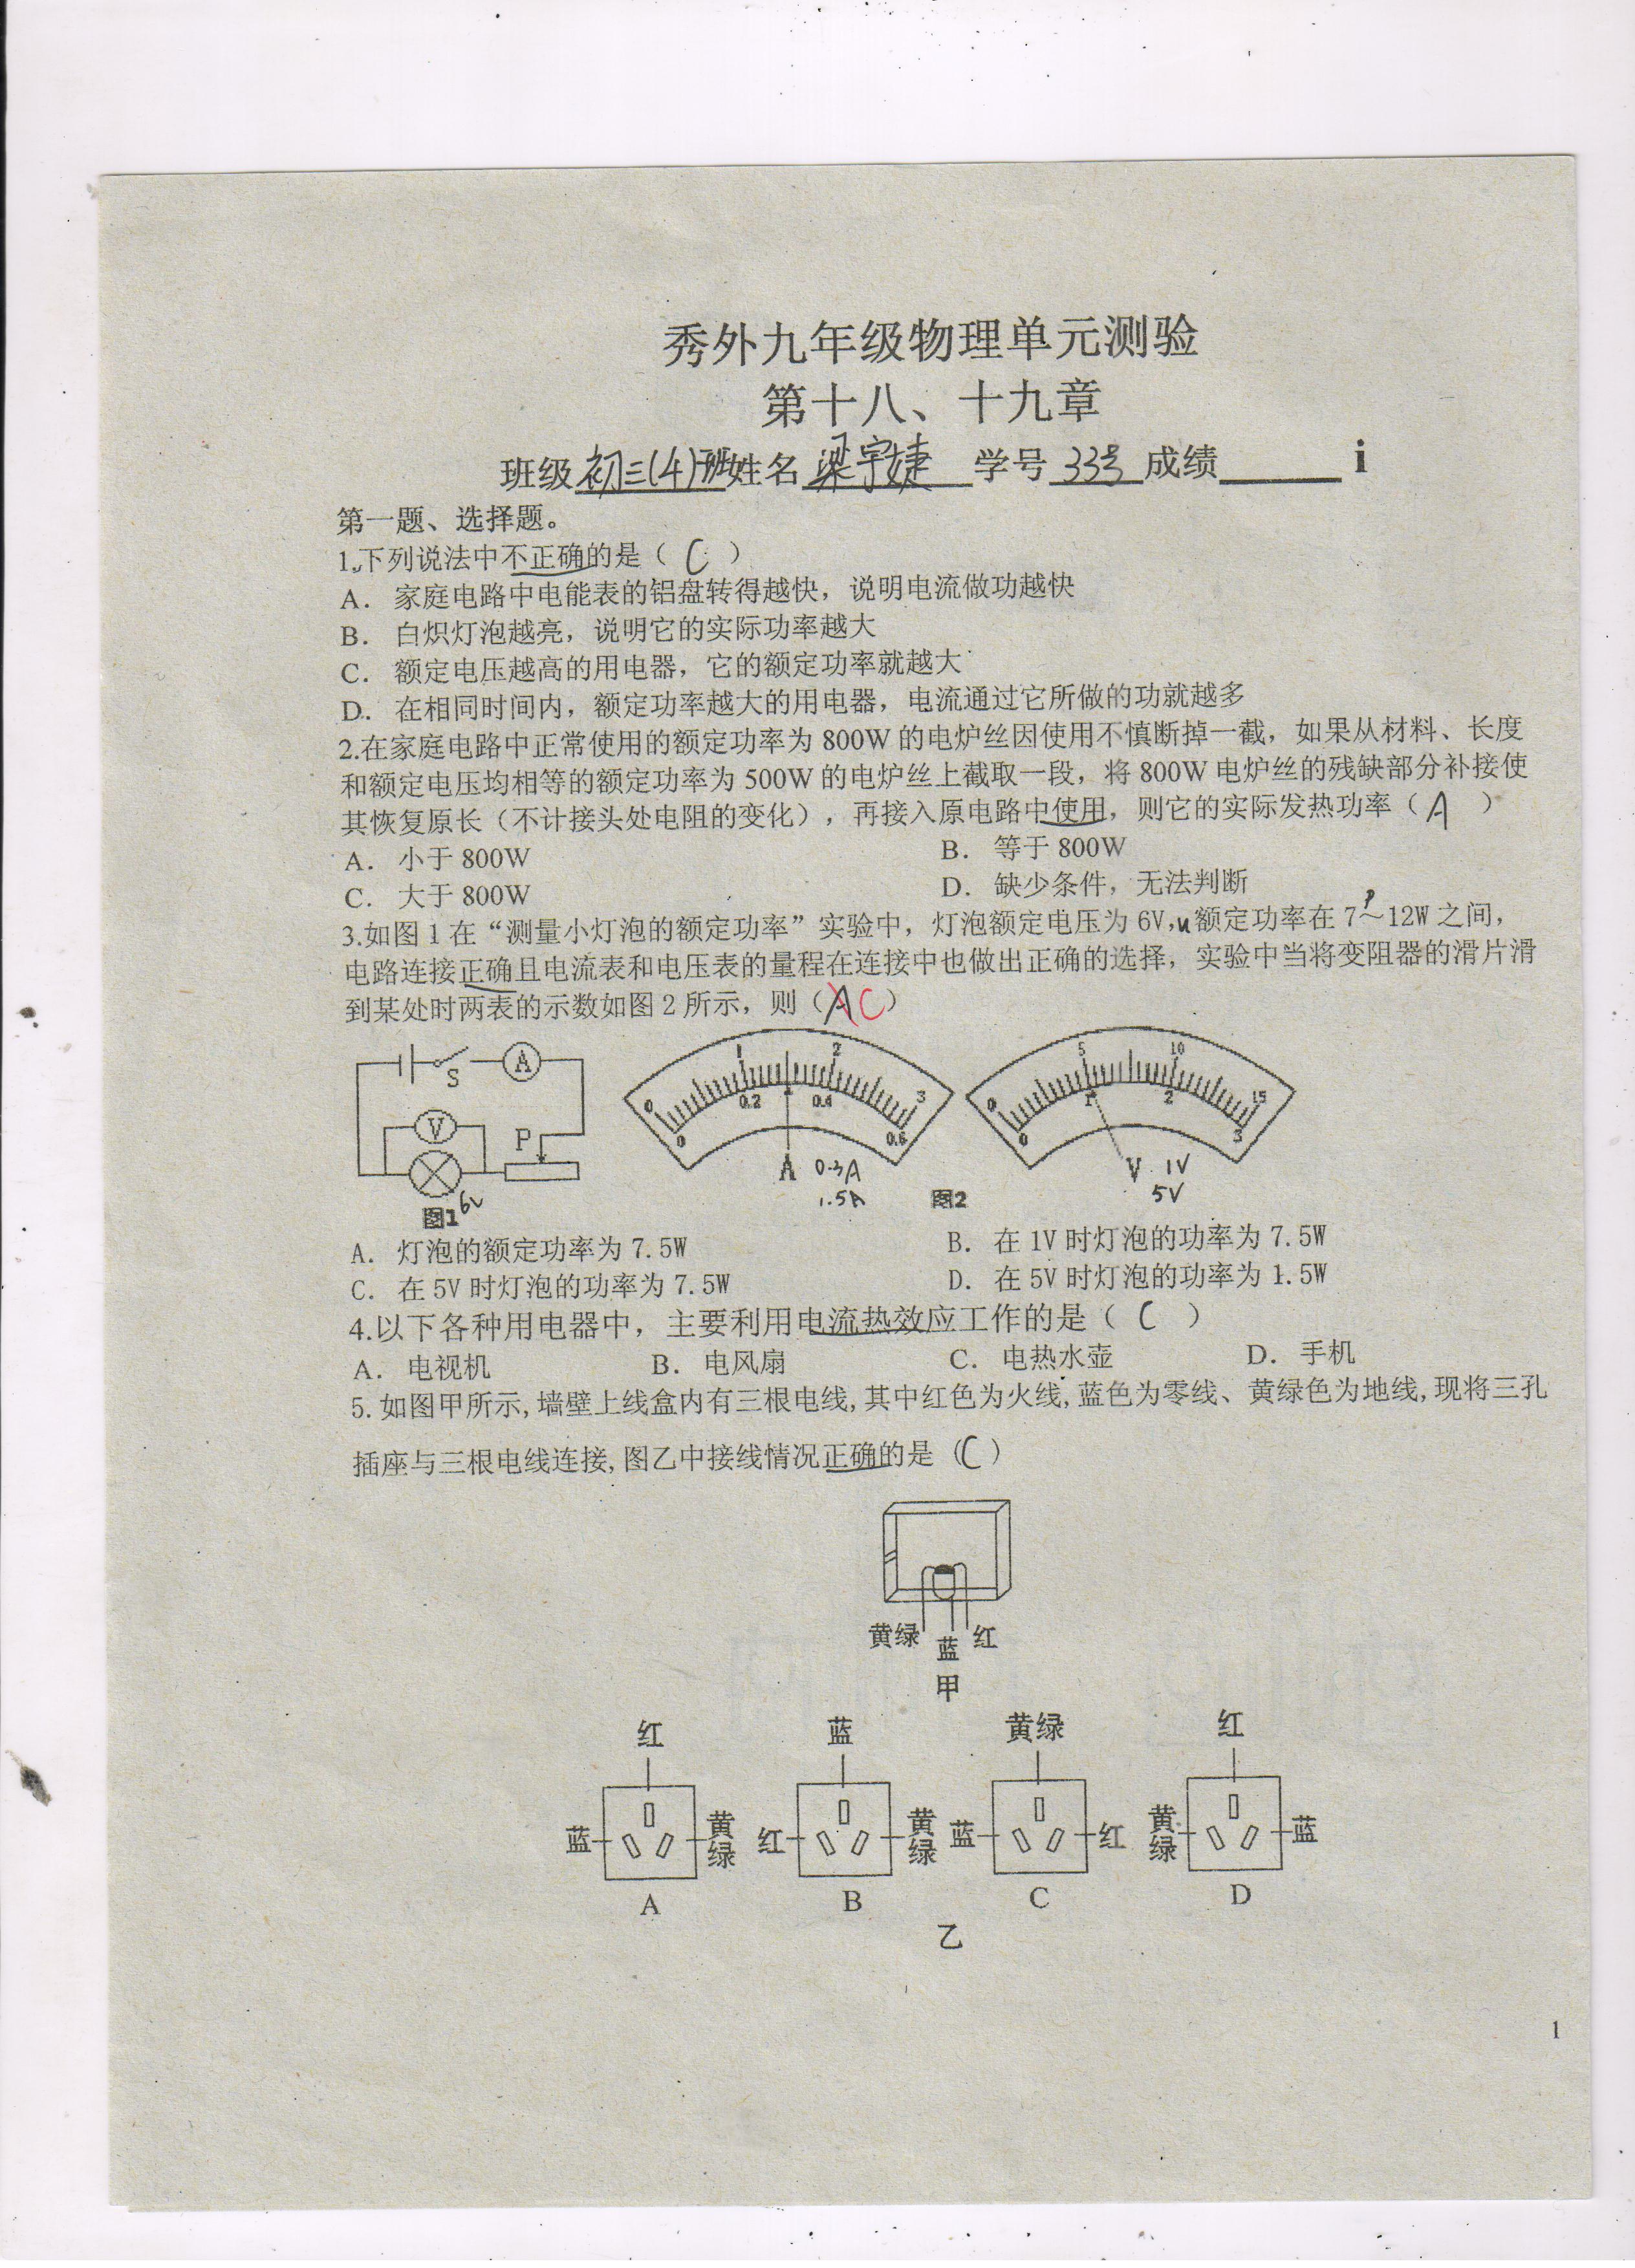 秀外九年级物理单元测验
第十八、十九章
班级初三(4)班姓名梁宇婕 学号33号成绩 i
第一题、选择题。
1.下列说法中不正确的是（ C ）
A. 家庭电路中电能表的铝盘转得越快，说明电流做功越快
B. 白炽灯泡越亮，说明它的实际功率越大
C. 额定电压越高的用电器，它的额定功率就越大
D. 在相同时间内，额定功率越大的用电器，电流通过它所做的功就越多
2.在家庭电路中正常使用的额定功率为 800W 的电炉丝因使用不慎断掉一截，如果从材料、长度
和额定电压均相等的额定功率为 500W 的电炉丝上截取一段，将 800W 电炉丝的残缺部分补接使
其恢复原长（不计接头处电阻的变化），再接入原电路中使用，则它的实际发热功率（ A ）
A. 小于 800W B. 等于 800W
C. 大于 800W D. 缺少条件，无法判断
P
3.如图 1 在“测量小灯泡的额定功率”实验中，灯泡额定电压为 6V,u额定功率在 7～12W 之间，
电路连接正确且电流表和电压表的量程在连接中也做出正确的选择，实验中当将变阻器的滑片滑
到某处时两表的示数如图 2 所示，则（A C）
S A V P 6V 图1
0 1 2 3 0 0.2 0.4 0.6 A 0.3A 1.5A
0 5 10 15 0 1 2 3 V 1V 5V
图2
A. 灯泡的额定功率为 7.5W B. 在 1V 时灯泡的功率为 7.5W
C. 在 5V 时灯泡的功率为 7.5W D. 在 5V 时灯泡的功率为 1.5W
4.以下各种用电器中，主要利用电流热效应工作的是（ C ）
A. 电视机 B. 电风扇 C. 电热水壶 D. 手机
5. 如图甲所示,墙壁上线盒内有三根电线,其中红色为火线,蓝色为零线、黄绿色为地线,现将三孔
插座与三根电线连接,图乙中接线情况正确的是（C ）
黄绿 蓝 红
甲
红 蓝 黄绿 红
蓝 黄绿 红 黄绿 蓝 红 黄绿 蓝
A B C D
乙
1